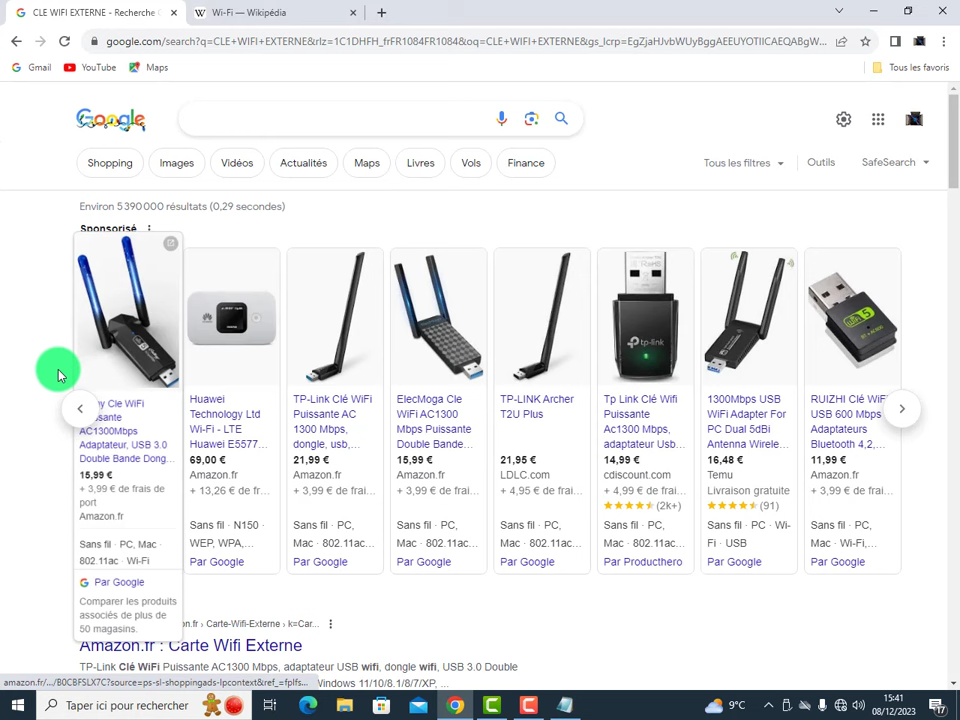 CLE WIFI EXTERNE - Recherche
Wi-Fi — Wikipédia
google.com/search?q=CLE+WIFI+EXTERNE&rlz=1C1DHFH_frFR1084FR1084&oq=CLE+WIFI+EXTERNE&gs_lcrp=EgZjaHJvbWUyBggAEEUYOTIICAEQABgW...
Gmail
YouTube
Maps
Tous les favoris
Google
Shopping
Images
Vidéos
Actualités
Maps
Livres
Vols
Finance
Tous les filtres
Outils
SafeSearch
Environ 5 390 000 résultats (0,29 secondes)
Sponsorisé
Cle WiFi
AC1300Mbps
Adaptateur, USB 3.0
Double Bande Dong...
15,99 €
+ 3,99 € de frais de
port
Amazon.fr
Sans fil · PC, Mac ·
802.11ac · Wi-Fi
Par Google
Comparer les produits
associés de plus de
50 magasins.
Huawei
Technology Ltd
Wi-Fi - LTE
Huawei E5577...
69,00 €
Amazon.fr
+ 13,26 € de fr...
Sans fil · N150 ·
WEP, WPA,...
Par Google
TP-Link Clé WiFi
Puissante AC
1300 Mbps,
dongle, usb,...
21,99 €
Amazon.fr
+ 3,99 € de frai...
Sans fil · PC,
Mac · 802.11ac...
Par Google
ElecMoga Cle
WiFi AC1300
Mbps Puissante
Double Bande...
15,99 €
Amazon.fr
+ 3,99 € de frai...
Sans fil · PC,
Mac · 802.11ac...
Par Google
TP-LINK Archer
T2U Plus
21,95 €
LDLC.com
+ 4,95 € de frai...
Sans fil · PC,
Mac · 802.11ac...
Par Google
tp-link
Tp Link Clé WiFi
Puissante
Ac1300 Mbps,
adaptateur Usb...
14,99 €
cdiscount.com
+ 4,99 € de frai...
(2k+)
Sans fil · PC,
Mac · 802.11ac...
Par Producthero
1300Mbps USB
WiFi Adapter For
PC Dual 5dBi
Antenna Wirele...
16,48 €
Temu
Livraison gratuite
(91)
Sans fil · PC · Wi-
Fi · USB
Par Google
RUIZHI Clé WiFi
USB 600 Mbps
Adaptateurs
Bluetooth 4,2,...
11,99 €
Amazon.fr
+ 3,99 € de frai...
Sans fil · PC,
Mac · Wi-Fi,...
Par Google
n.fr › Carte-Wifi-Externe › k=Car...
Amazon.fr : Carte Wifi Externe
TP-Link Clé WiFi Puissante AC1300 Mbps, adaptateur USB wifi, dongle wifi, USB 3.0 Double
Windows 11/10/8.1/8/7/XP, ...
amazon.fr/.../B0CBFSLX7C?source=ps-sl-shoppingads-lpcontext&ref_=fplfs...
Taper ici pour rechercher
9°C
15:41
08/12/2023
17